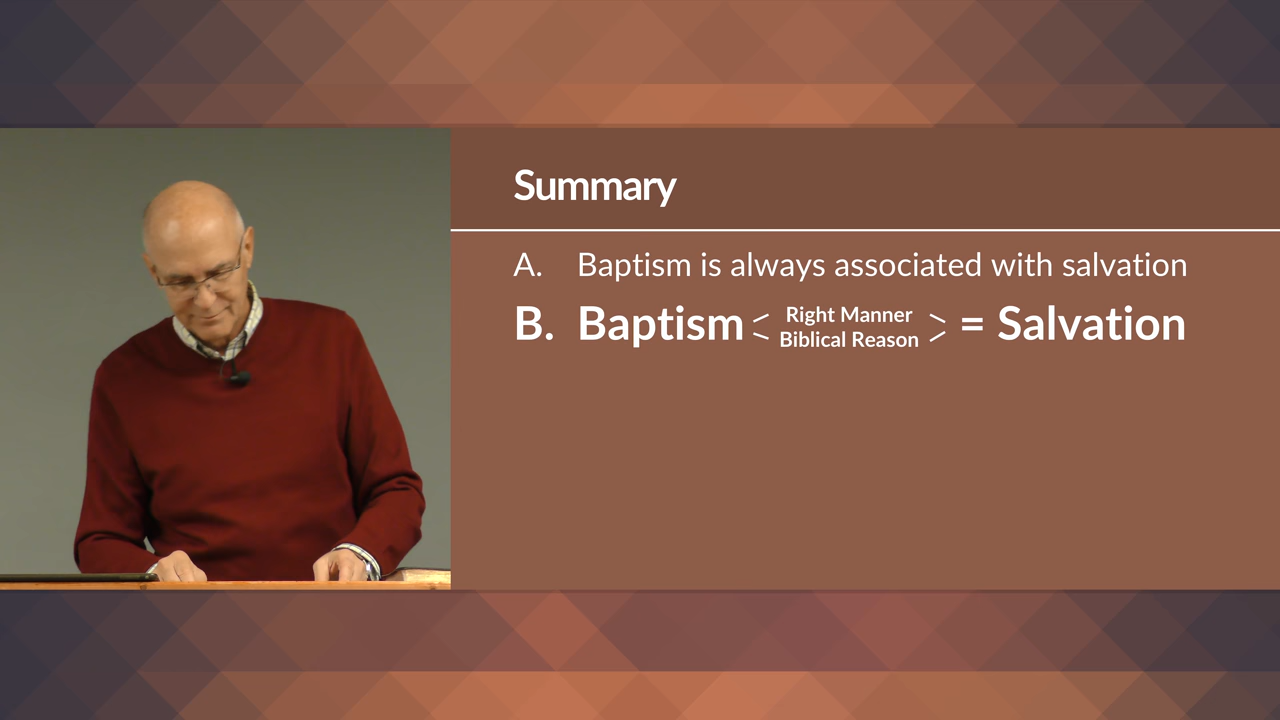 Summary
A. Baptism is always associated with salvation
B. Baptism < Right Manner
Biblical Reason > = Salvation